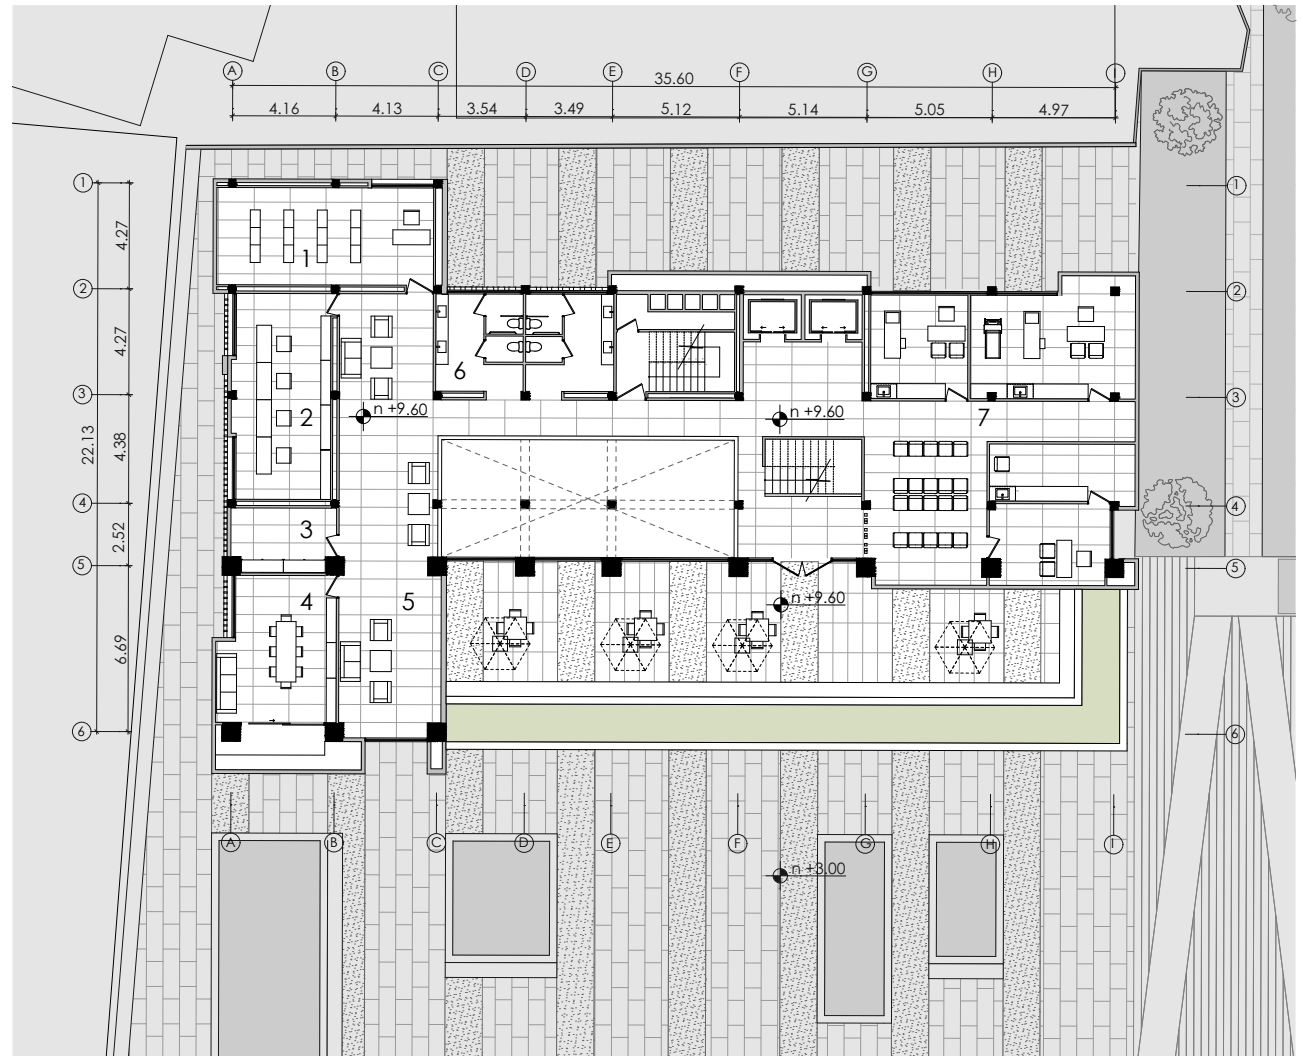 A B C D E F G H I
35.60
4.16 4.13 3.54 3.49 5.12 5.14 5.05 4.97
1 1
4.27
1
2 2
4.27
6
3 3
2 n +9.60 n +9.60 7
22.13 4.38
4 4
3
2.52
5 5
4 5 n +9.60
6.69
6 6
A B C D E F G H I
n +3.00